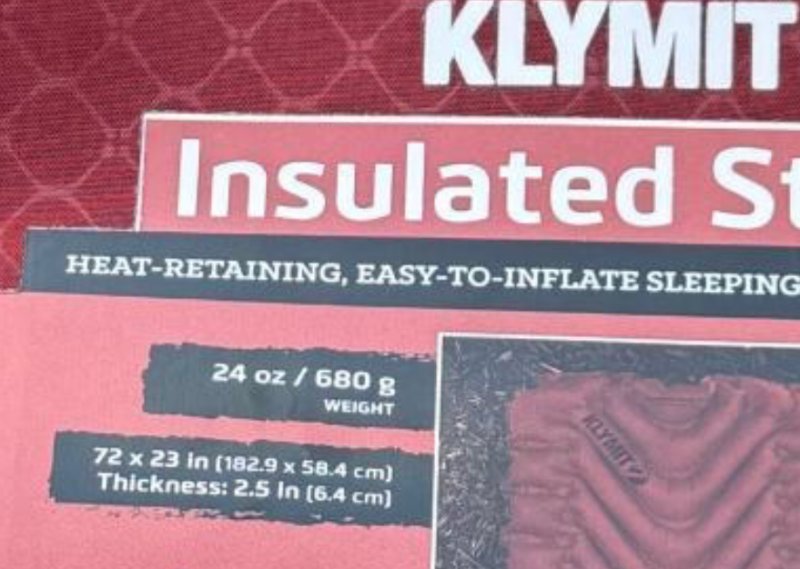 KLYMIT
Insulated St
HEAT-RETAINING, EASY-TO-INFLATE SLEEPING
24 oz / 680 g
WEIGHT
72 x 23 in (182.9 x 58.4 cm)
Thickness: 2.5 in (6.4 cm)
KLYMIT